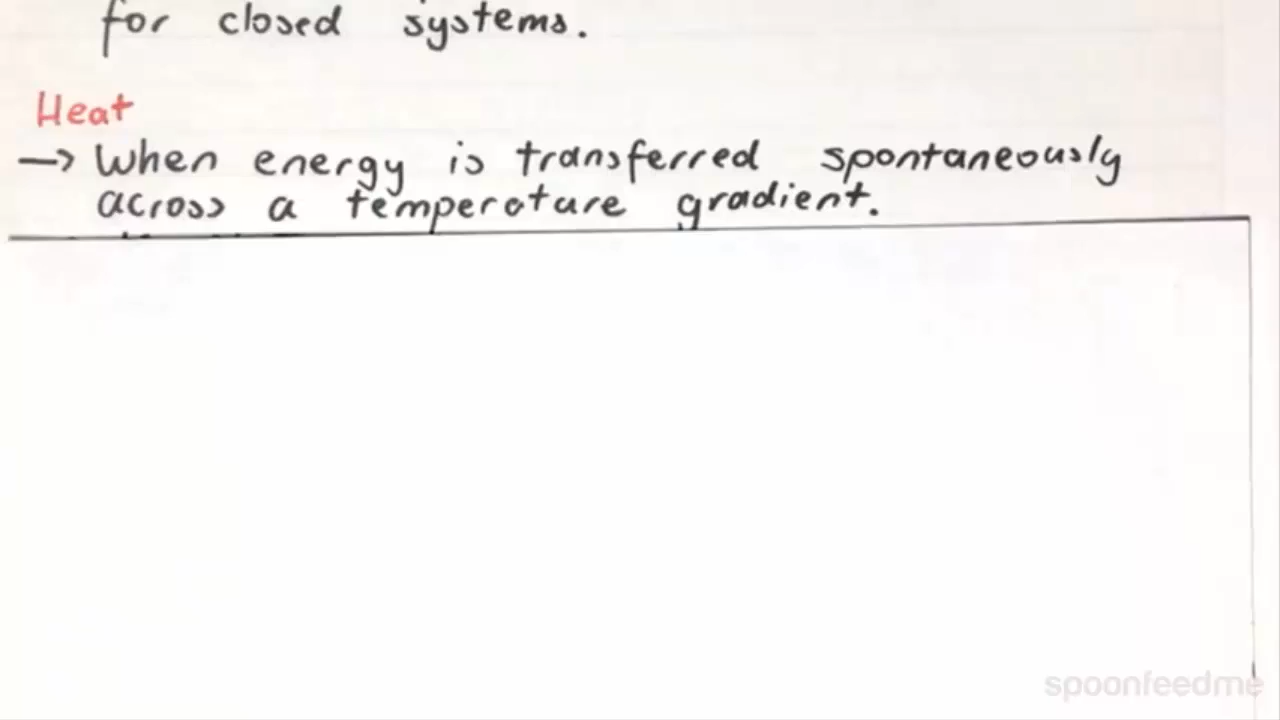 for closed systems.
Heat
→ When energy is transferred spontaneously
across a temperature gradient.
spoonfeedme